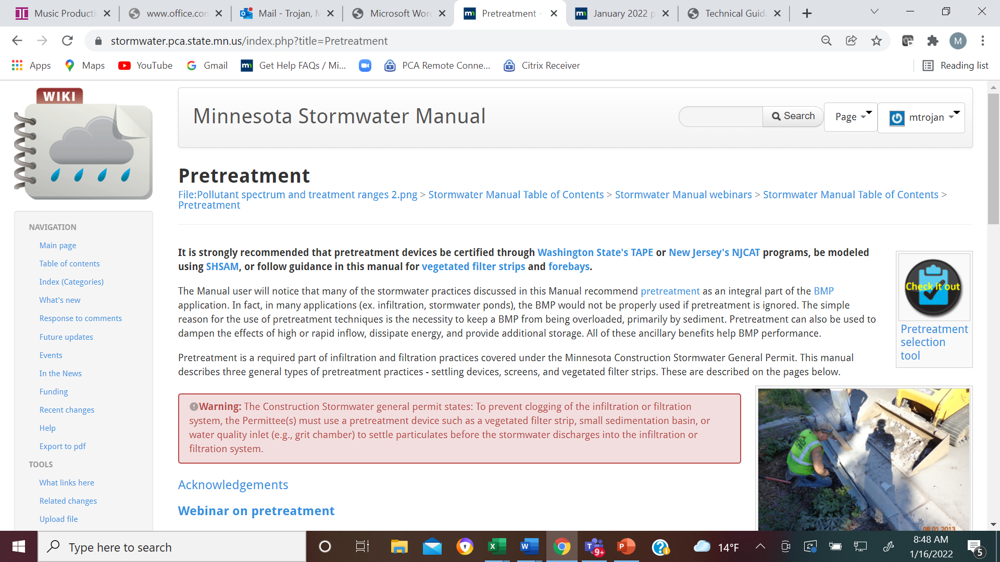 Music Producti
www.office.con
Mail - Trojan, M
Microsoft Word
Pretreatment -
January 2022 p
Technical Guida
stormwater.pca.state.mn.us/index.php?title=Pretreatment
M
Apps
Maps
YouTube
Gmail
Get Help FAQs / Mi...
PCA Remote Conne...
Citrix Receiver
Reading list
WIKI
Minnesota Stormwater Manual
Search
Page
mtrojan
Pretreatment
File:Pollutant spectrum and treatment ranges 2.png > Stormwater Manual Table of Contents > Stormwater Manual webinars > Stormwater Manual Table of Contents >
Pretreatment
NAVIGATION
Main page
Table of contents
Index (Categories)
What's new
Response to comments
Future updates
Events
In the News
Funding
Recent changes
Help
Export to pdf
TOOLS
What links here
Related changes
Upload file
It is strongly recommended that pretreatment devices be certified through Washington State's TAPE or New Jersey's NJCAT programs, be modeled
using SHSAM, or follow guidance in this manual for vegetated filter strips and forebays.
The Manual user will notice that many of the stormwater practices discussed in this Manual recommend pretreatment as an integral part of the BMP
application. In fact, in many applications (ex. infiltration, stormwater ponds), the BMP would not be properly used if pretreatment is ignored. The simple
reason for the use of pretreatment techniques is the necessity to keep a BMP from being overloaded, primarily by sediment. Pretreatment can also be used to
dampen the effects of high or rapid inflow, dissipate energy, and provide additional storage. All of these ancillary benefits help BMP performance.
Pretreatment is a required part of infiltration and filtration practices covered under the Minnesota Construction Stormwater General Permit. This manual
describes three general types of pretreatment practices - settling devices, screens, and vegetated filter strips. These are described on the pages below.
Check it out
Pretreatment
selection
tool
Warning: The Construction Stormwater general permit states: To prevent clogging of the infiltration or filtration
system, the Permittee(s) must use a pretreatment device such as a vegetated filter strip, small sedimentation basin, or
water quality inlet (e.g., grit chamber) to settle particulates before the stormwater discharges into the infiltration or
filtration system.
Acknowledgements
Webinar on pretreatment
08.01.2013
Type here to search
9+
14°F
8:48 AM
1/16/2022
5